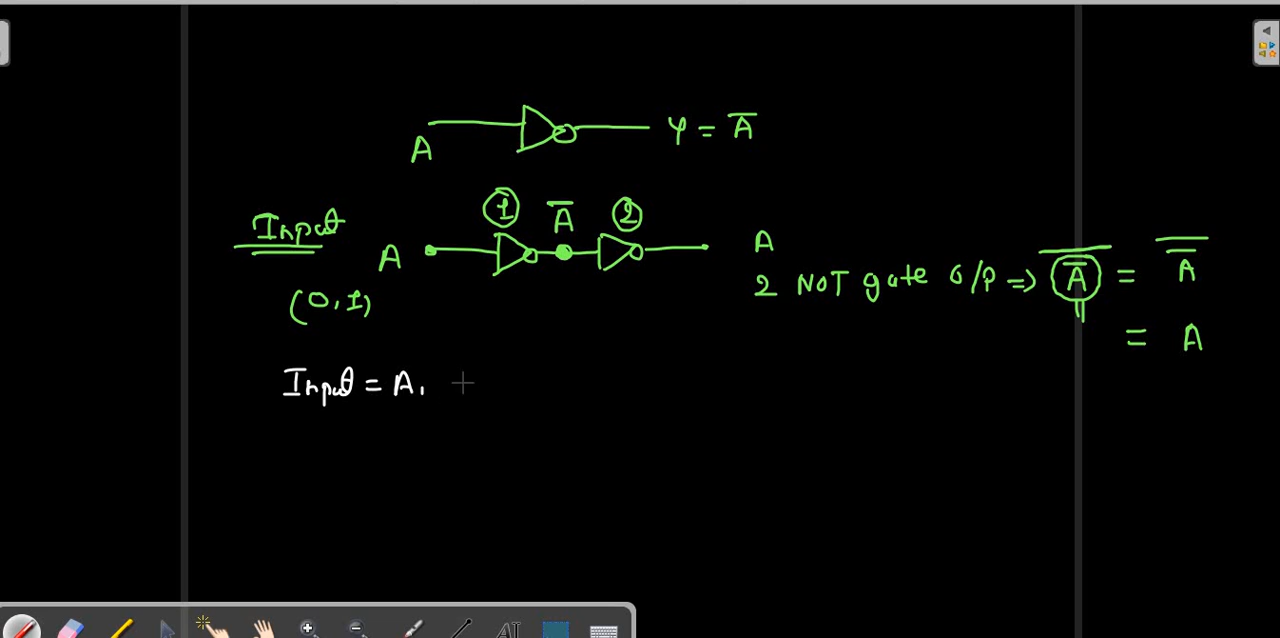 A Y = A̅
① A̅ ②
Input A A
2 NOT gate O/P ⇒ A̿ = A̿
(0, 1)
= A
Input = A,